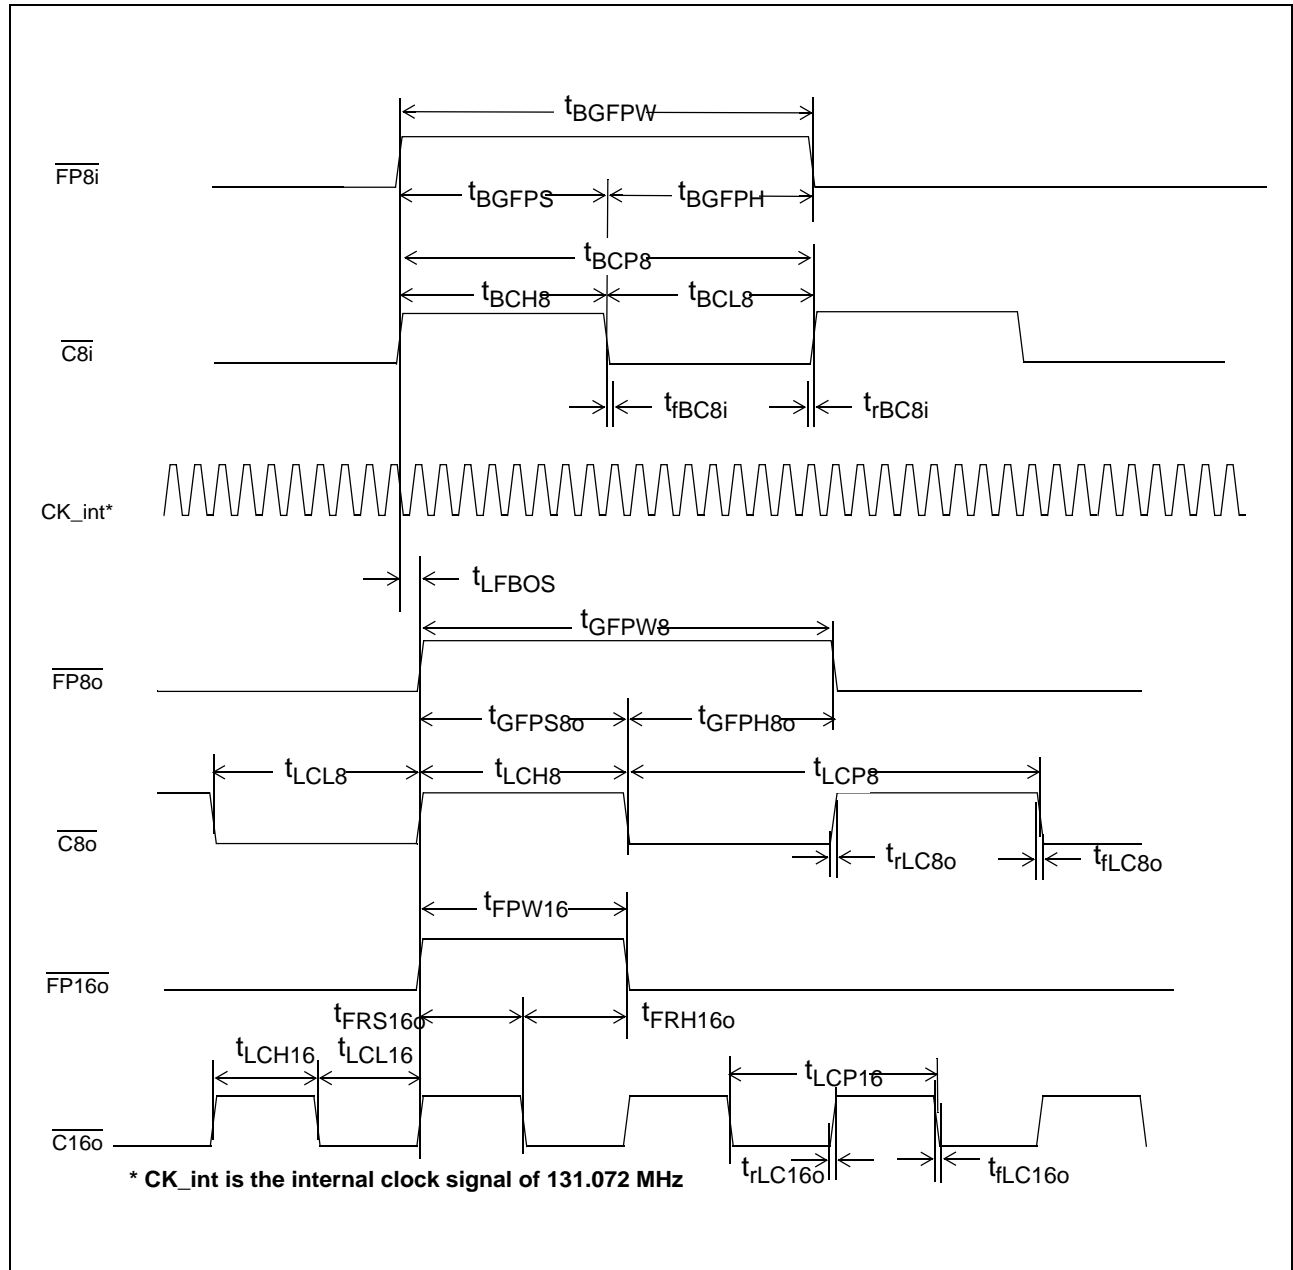 tBGFPW
FP8i
tBGFPS tBGFPH
tBCP8
tBCH8 tBCL8
C8i
tfBC8i trBC8i
CK_int*
tLFBOS
tGFPW8
FP8o
tGFPS8o tGFPH8o
tLCL8 tLCH8 tLCP8
C8o
trLC8o tfLC8o
tFPW16
FP16o
tFRS16o tFRH16o
tLCH16 tLCL16 tLCP16
C16o
trLC16o tfLC16o
* CK_int is the internal clock signal of 131.072 MHz